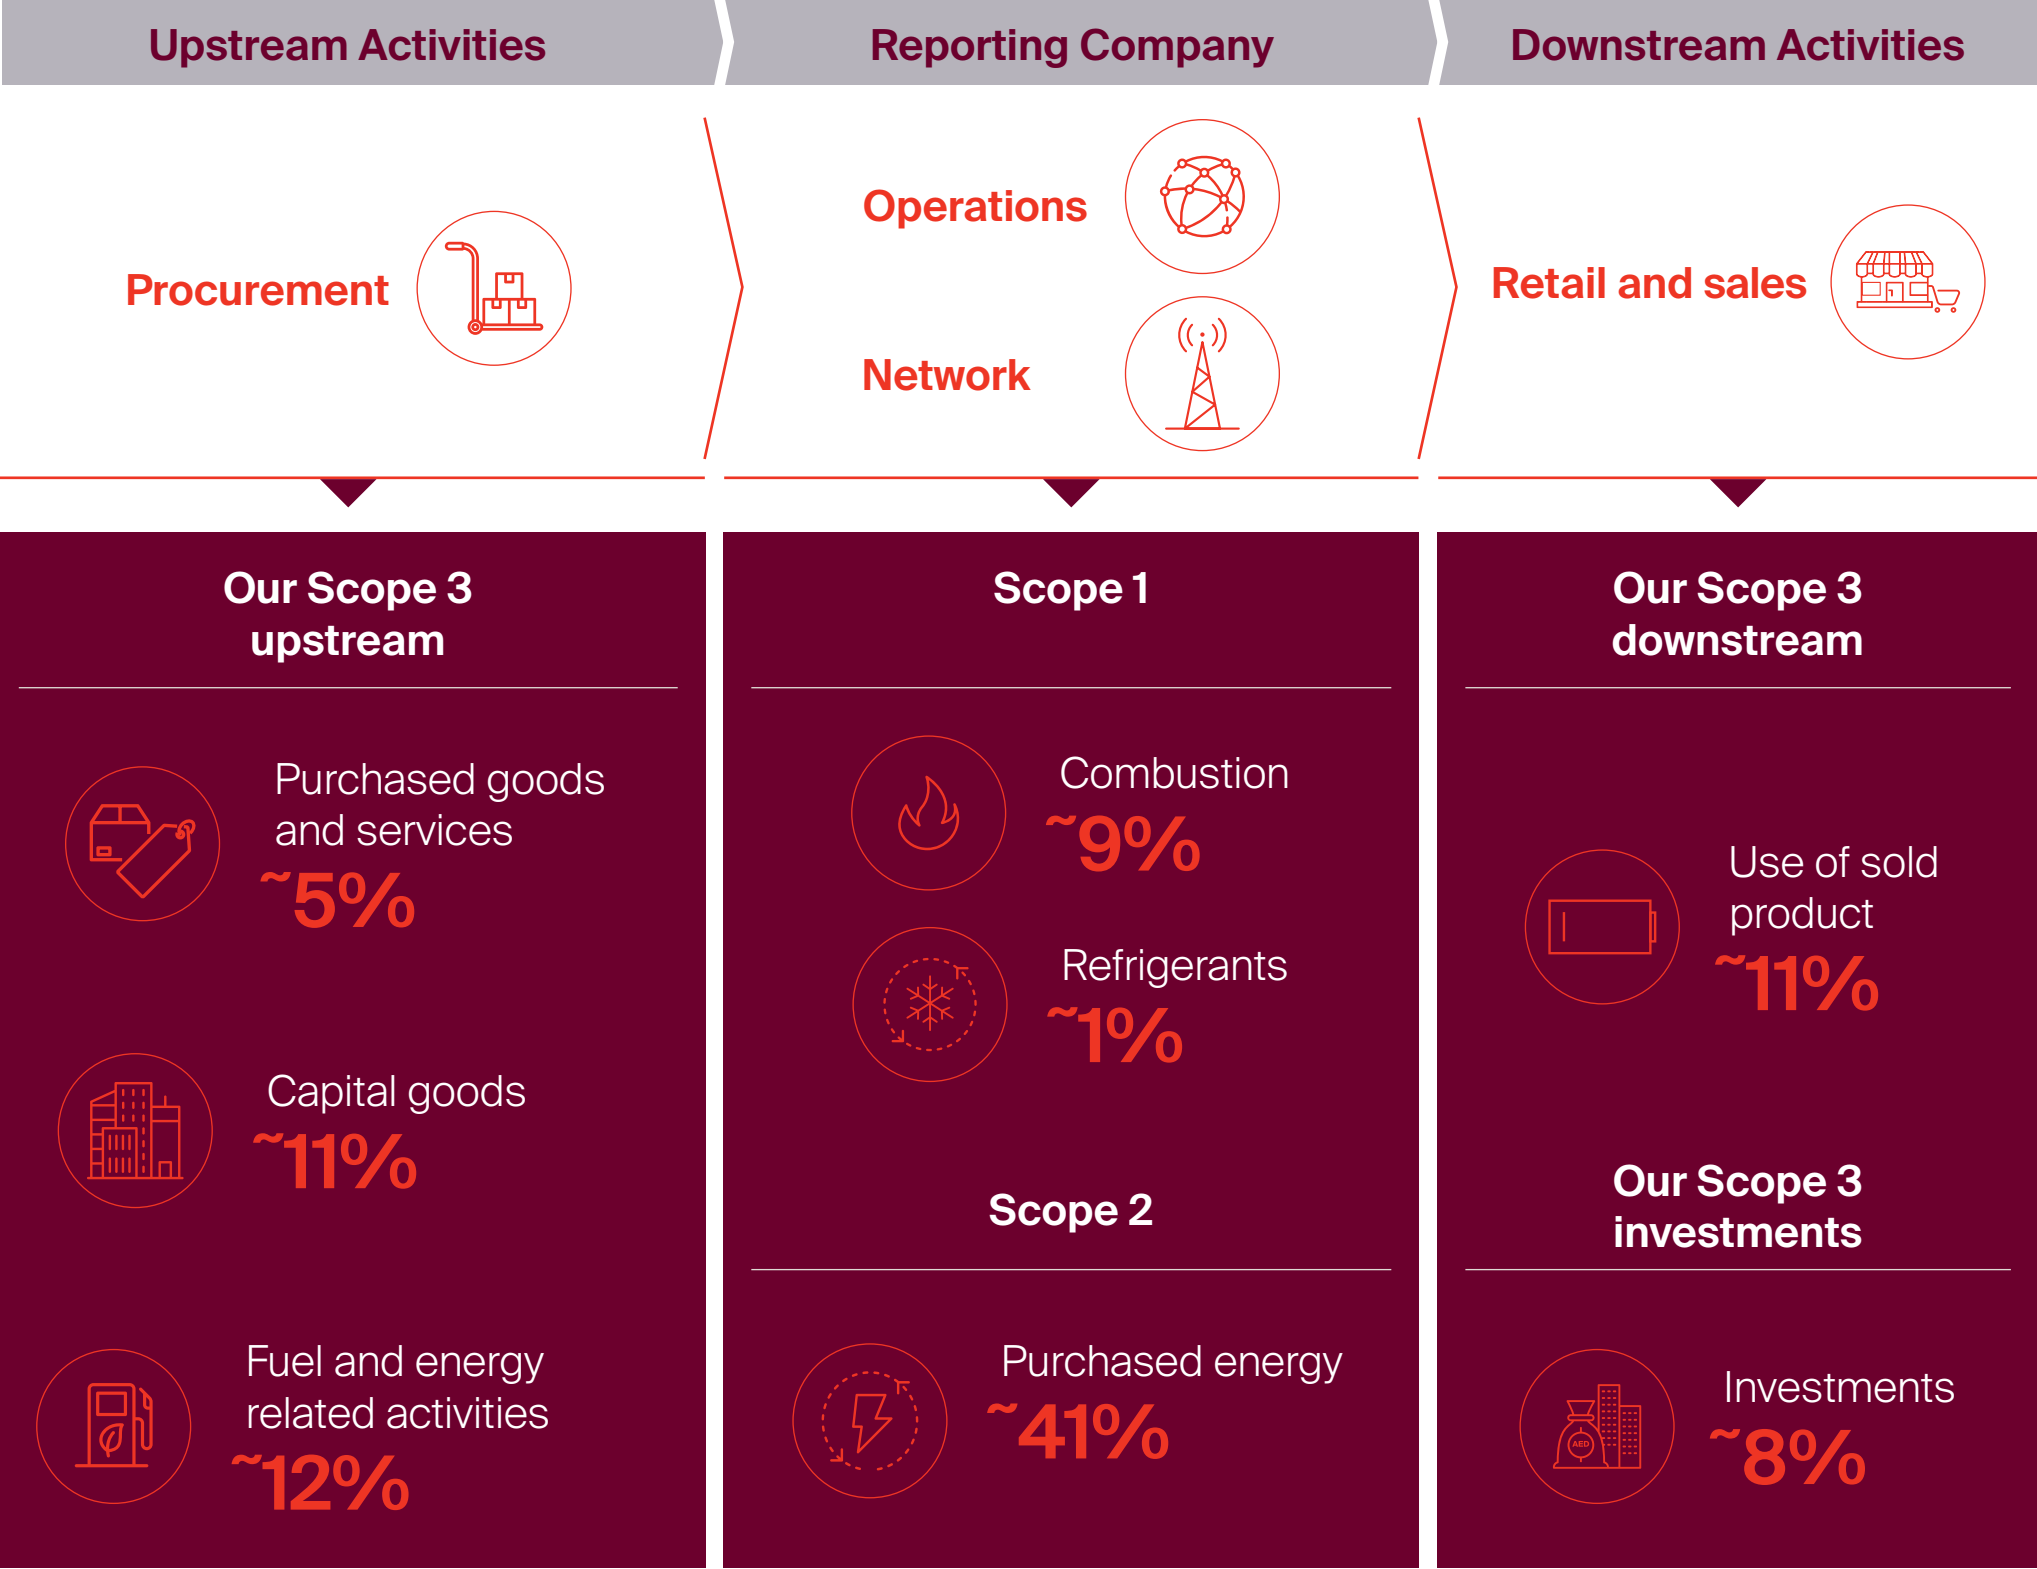 Upstream Activities
Reporting Company
Downstream Activities
Procurement
Operations
Network
Retail and sales
Our Scope 3
upstream
Purchased goods
and services
~5%
Capital goods
~11%
Fuel and energy
related activities
~12%
Scope 1
Combustion
~9%
Refrigerants
~1%
Scope 2
Purchased energy
~41%
Our Scope 3
downstream
Use of sold
product
~11%
Our Scope 3
investments
AED
Investments
~8%